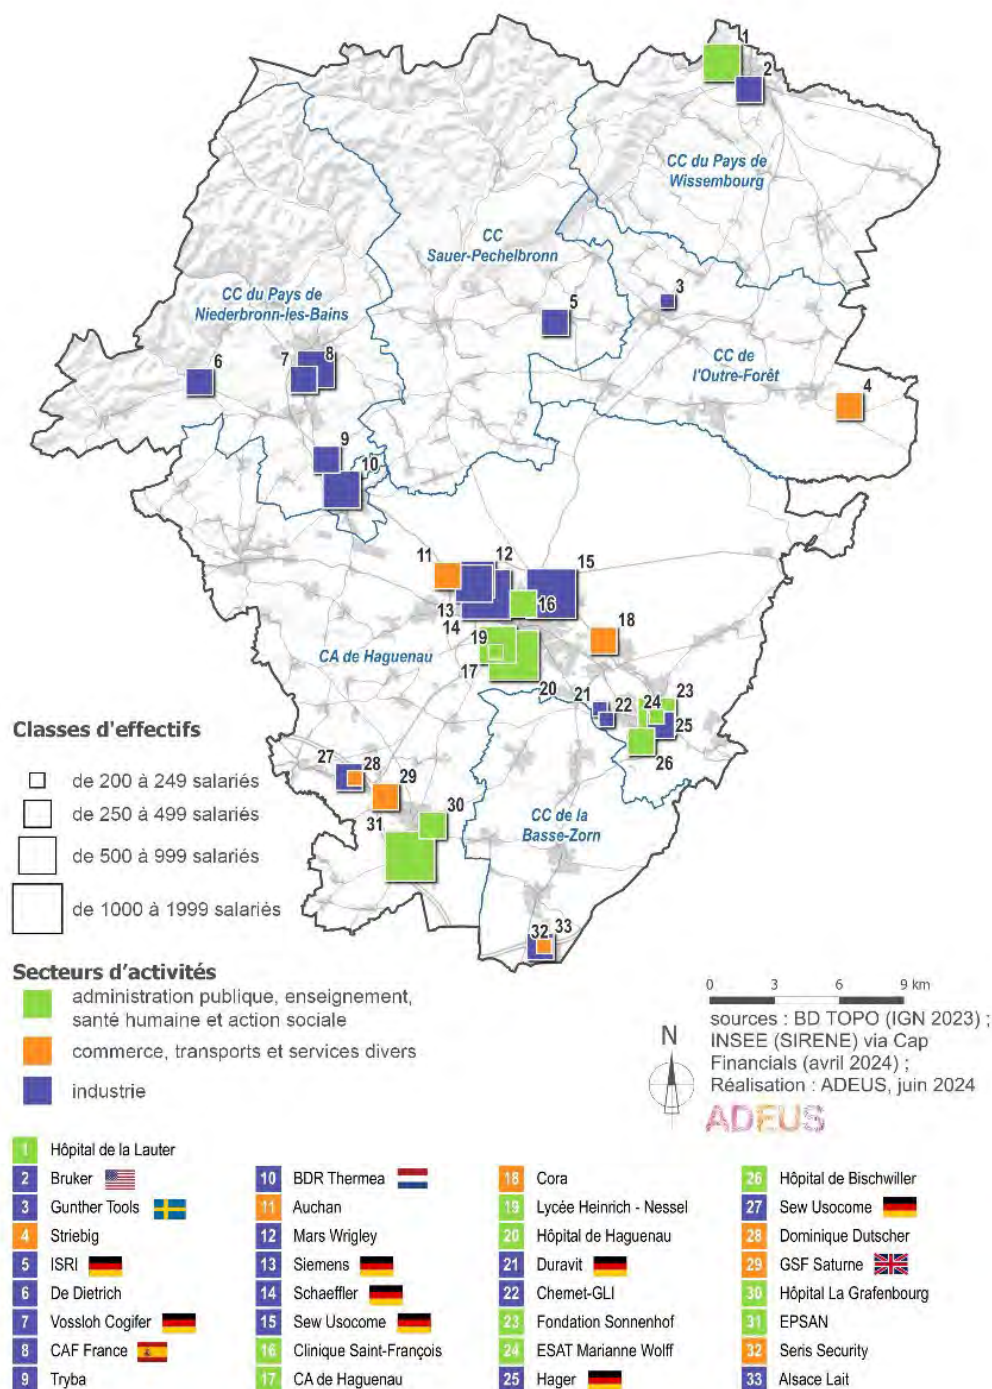 1
2
CC du Pays de
Wissembourg
CC
Sauer-Pechelbronn
3
CC du Pays de
Niederbronn-les-Bains
5
CC de
l'Outre-Forêt
6
7
8
4
9
10
11
12
15
13
16
14
18
19
CA de Haguenau
17
20
21
22
23
24
25
26
27
28
29
30
31
CC de la
Basse-Zorn
32
33
Classes d'effectifs
de 200 à 249 salariés
de 250 à 499 salariés
de 500 à 999 salariés
de 1000 à 1999 salariés
Secteurs d'activités
administration publique, enseignement,
santé humaine et action sociale
commerce, transports et services divers
industrie
0 3 6 9 km
N
sources : BD TOPO (IGN 2023) ;
INSEE (SIRENE) via Cap
Financials (avril 2024) ;
Réalisation : ADEUS, juin 2024
ADEUS
1 Hôpital de la Lauter
2 Bruker
3 Gunther Tools
4 Striebig
5 ISRI
6 De Dietrich
7 Vossloh Cogifer
8 CAF France
9 Tryba
10 BDR Thermea
11 Auchan
12 Mars Wrigley
13 Siemens
14 Schaeffler
15 Sew Usocome
16 Clinique Saint-François
17 CA de Haguenau
18 Cora
19 Lycée Heinrich - Nessel
20 Hôpital de Haguenau
21 Duravit
22 Chemet-GLI
23 Fondation Sonnenhof
24 ESAT Marianne Wolff
25 Hager
26 Hôpital de Bischwiller
27 Sew Usocome
28 Dominique Dutscher
29 GSF Saturne
30 Hôpital La Grafenbourg
31 EPSAN
32 Seris Security
33 Alsace Lait